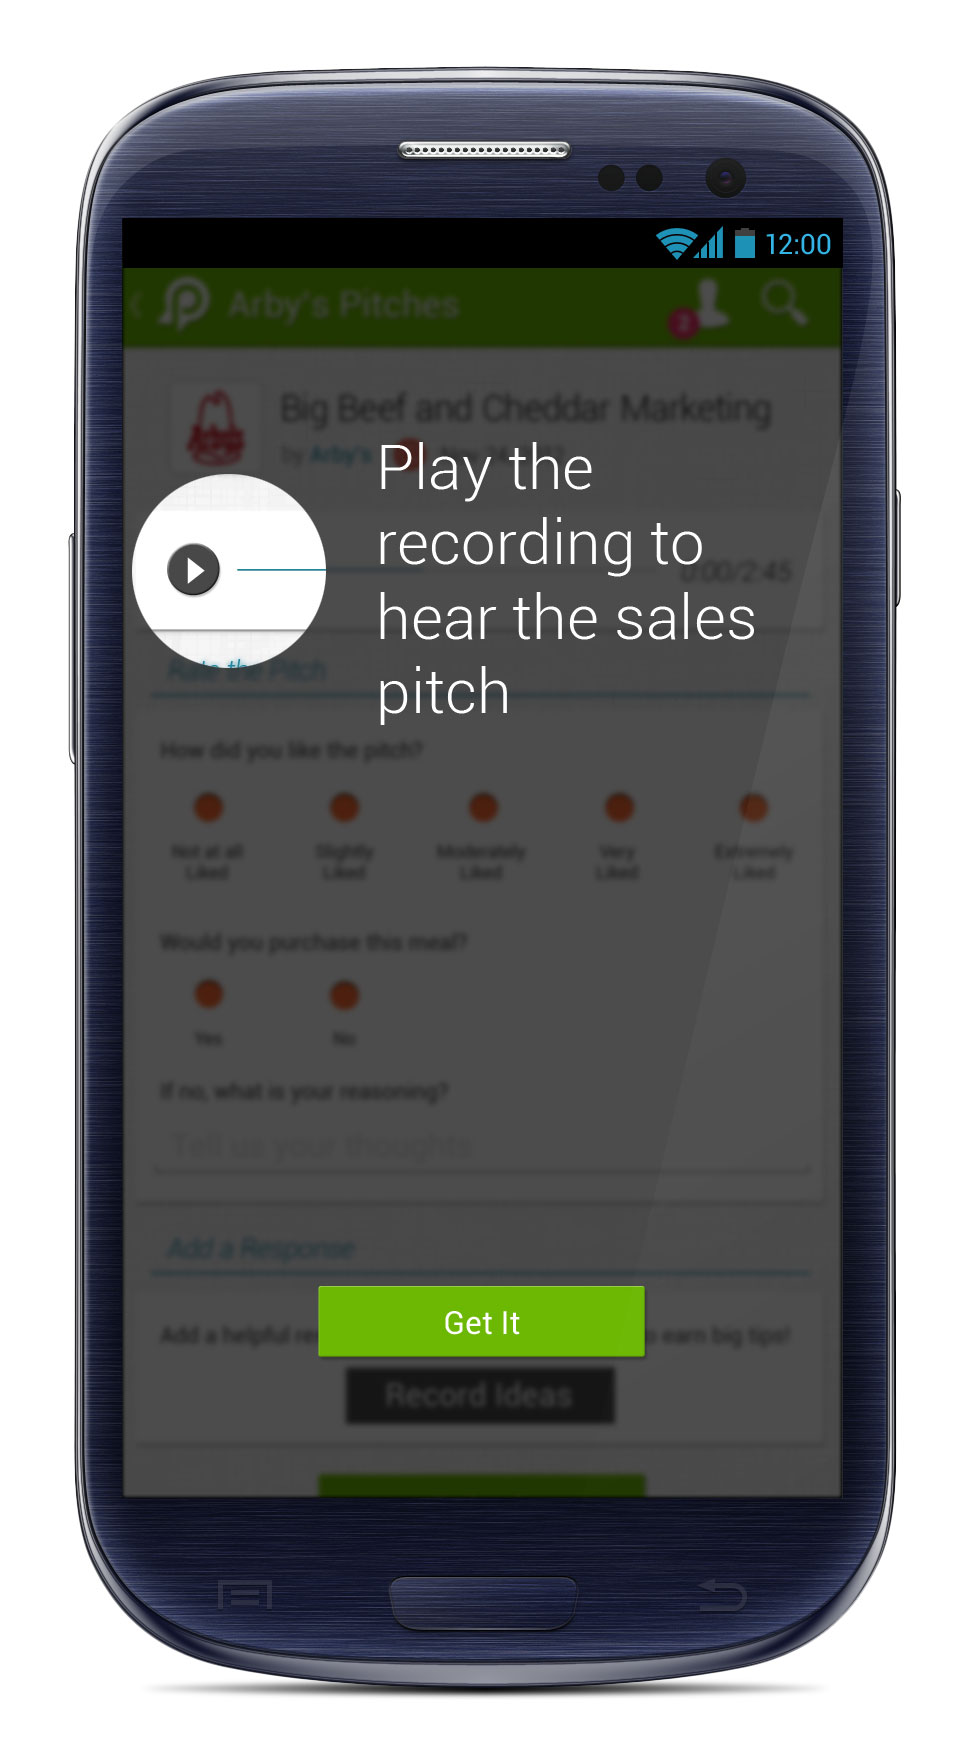 12:00
Arby's Pitches
2
Big Beef and Cheddar Marketing
by Arby's
Play the
recording to
hear the sales
pitch
0:00/2:45
Rate the Pitch
How did you like the pitch?
Not at all Slightly Moderately Very Extremely
Liked Liked Liked Liked Liked
Would you purchase this meal?
Yes No
If no, what is your reasoning?
Tell us your thoughts
Add a Response
Get It
Add a helpful to earn big tips!
Record Ideas